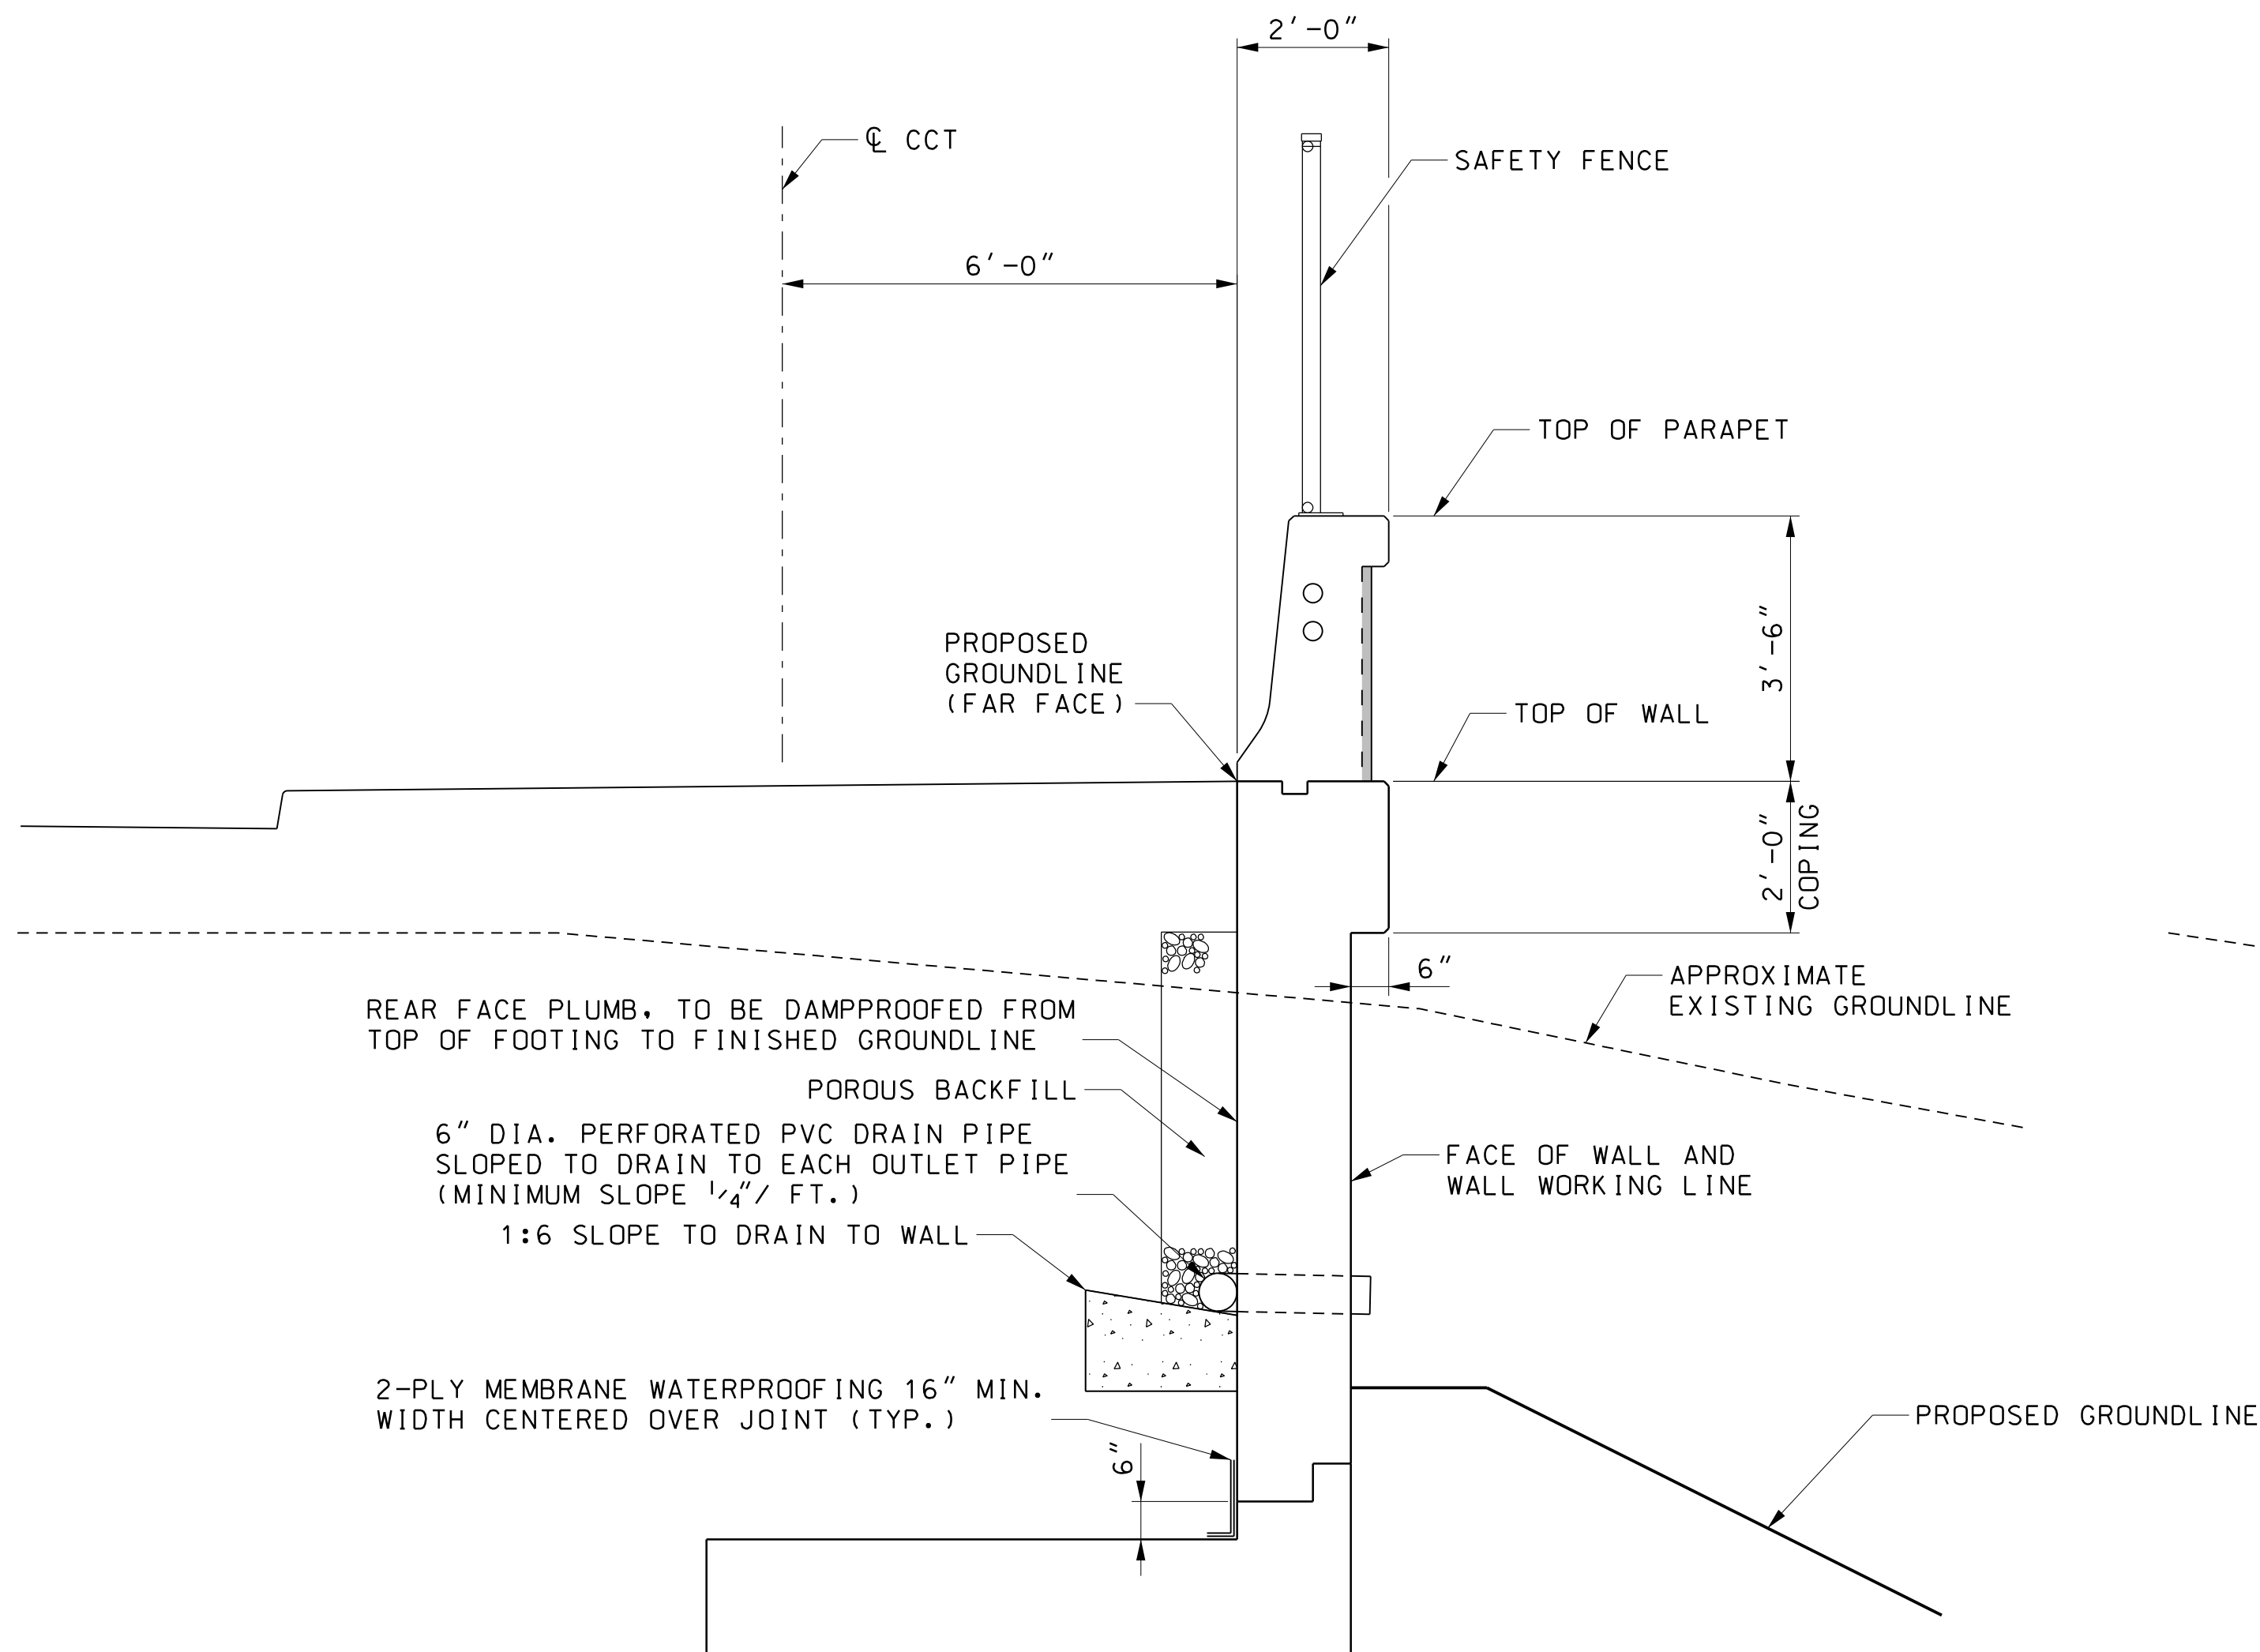 2'-0"
℄ CCT
SAFETY FENCE
6'-0"
TOP OF PARAPET
3'-6"
PROPOSED
GROUNDLINE
(FAR FACE)
TOP OF WALL
2'-0"
COPING
6"
APPROXIMATE
EXISTING GROUNDLINE
REAR FACE PLUMB, TO BE DAMPPROOFED FROM
TOP OF FOOTING TO FINISHED GROUNDLINE
POROUS BACKFILL
6" DIA. PERFORATED PVC DRAIN PIPE
SLOPED TO DRAIN TO EACH OUTLET PIPE
(MINIMUM SLOPE 1/4"/ FT.)
FACE OF WALL AND
WALL WORKING LINE
1:6 SLOPE TO DRAIN TO WALL
2-PLY MEMBRANE WATERPROOFING 16" MIN.
WIDTH CENTERED OVER JOINT (TYP.)
PROPOSED GROUNDLINE
6"